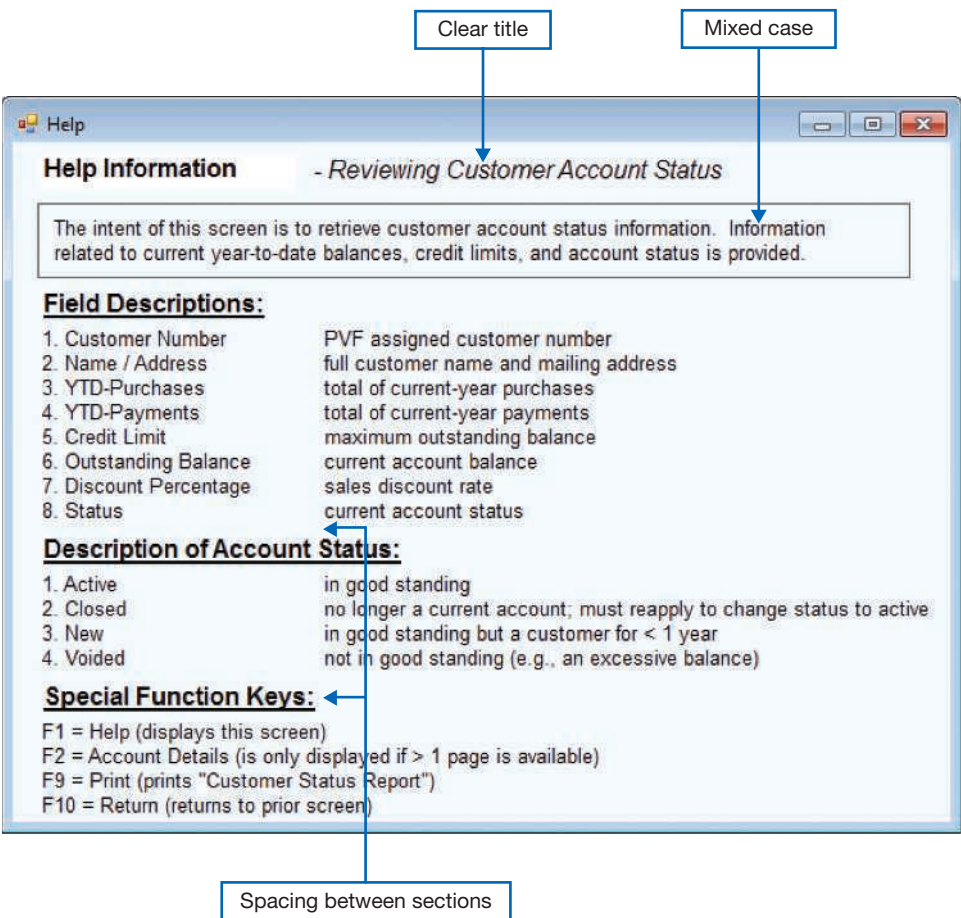 Clear title
Mixed case
Help
Help Information - Reviewing Customer Account Status
The intent of this screen is to retrieve customer account status information. Information
related to current year-to-date balances, credit limits, and account status is provided.
Field Descriptions:
1. Customer Number PVF assigned customer number
2. Name / Address full customer name and mailing address
3. YTD-Purchases total of current-year purchases
4. YTD-Payments total of current-year payments
5. Credit Limit maximum outstanding balance
6. Outstanding Balance current account balance
7. Discount Percentage sales discount rate
8. Status current account status
Description of Account Status:
1. Active in good standing
2. Closed no longer a current account; must reapply to change status to active
3. New in good standing but a customer for < 1 year
4. Voided not in good standing (e.g., an excessive balance)
Special Function Keys:
F1 = Help (displays this screen)
F2 = Account Details (is only displayed if > 1 page is available)
F9 = Print (prints "Customer Status Report")
F10 = Return (returns to prior screen)
Spacing between sections